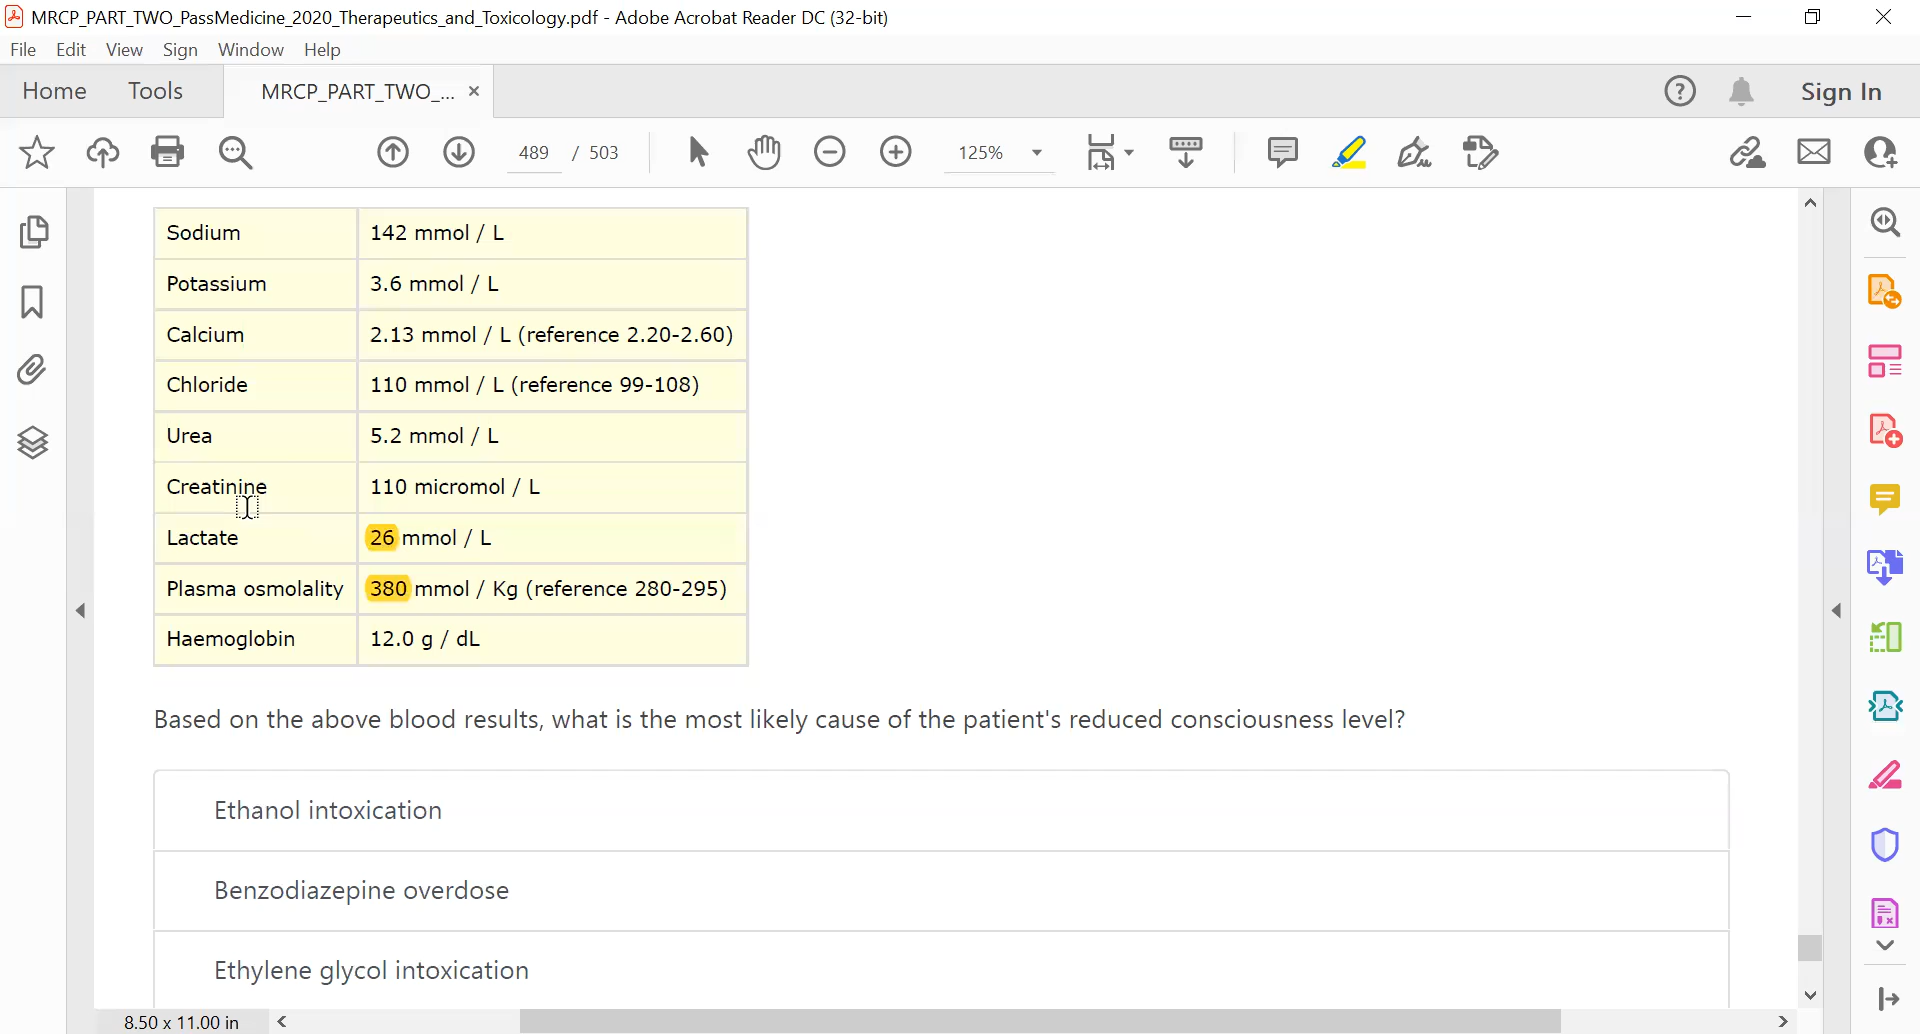 MRCP_PART_TWO_PassMedicine_2020_Therapeutics_and_Toxicology.pdf - Adobe Acrobat Reader DC (32-bit)
File Edit View Sign Window Help
Home Tools MRCP_PART_TWO_... × Sign In
489 / 503 125%
Sodium 142 mmol / L
Potassium 3.6 mmol / L
Calcium 2.13 mmol / L (reference 2.20-2.60)
Chloride 110 mmol / L (reference 99-108)
Urea 5.2 mmol / L
Creatinine 110 micromol / L
Lactate 26 mmol / L
Plasma osmolality 380 mmol / Kg (reference 280-295)
Haemoglobin 12.0 g / dL
Based on the above blood results, what is the most likely cause of the patient's reduced consciousness level?
Ethanol intoxication
Benzodiazepine overdose
Ethylene glycol intoxication
8.50 x 11.00 in